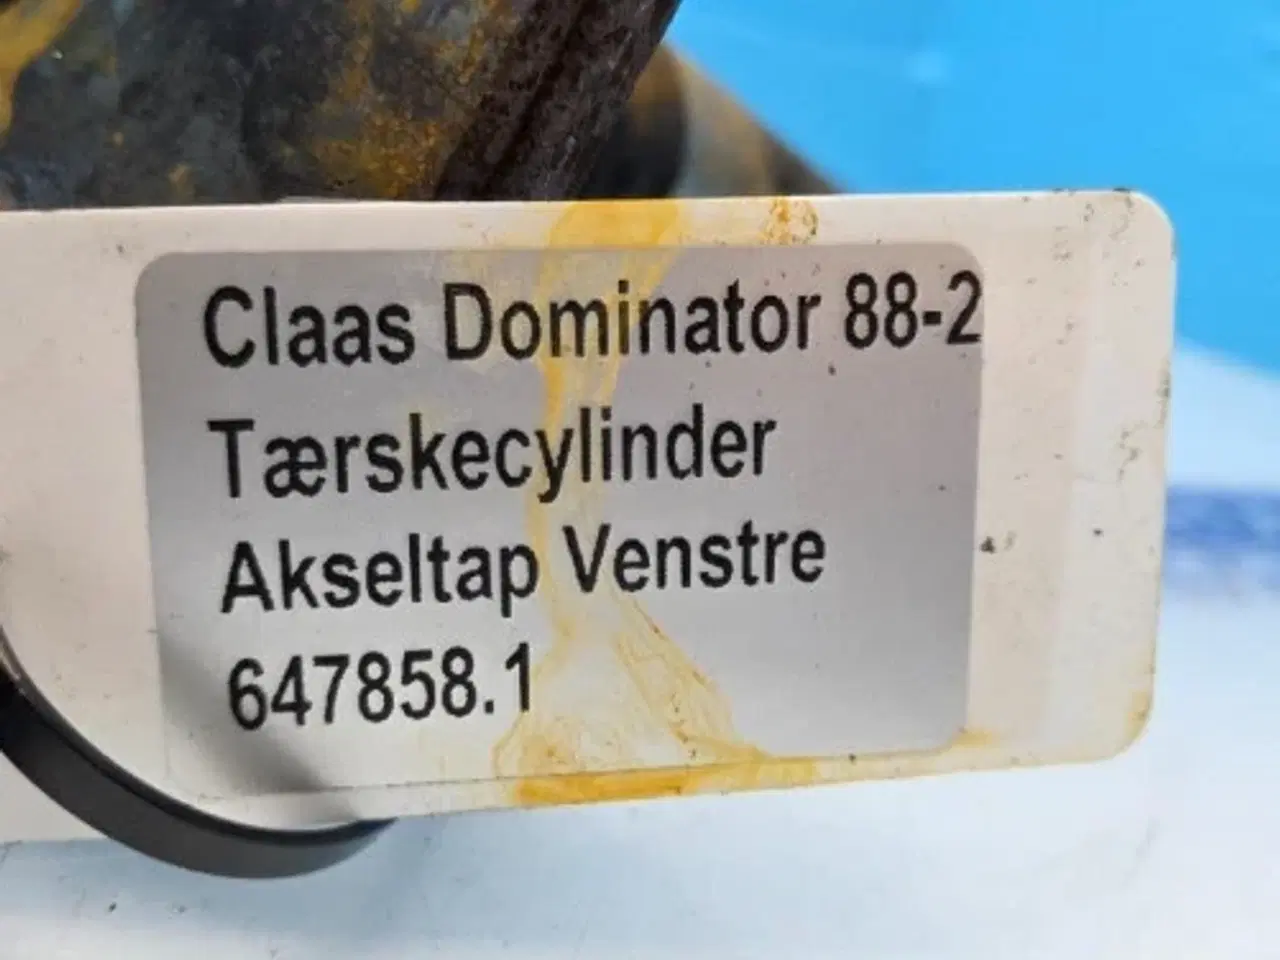 Claas Dominator 88-2
Tærskecylinder
Akseltap Venstre
647858.1